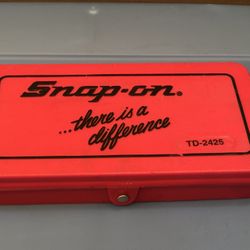 Snap-on®
...there is a
difference
TD-2425